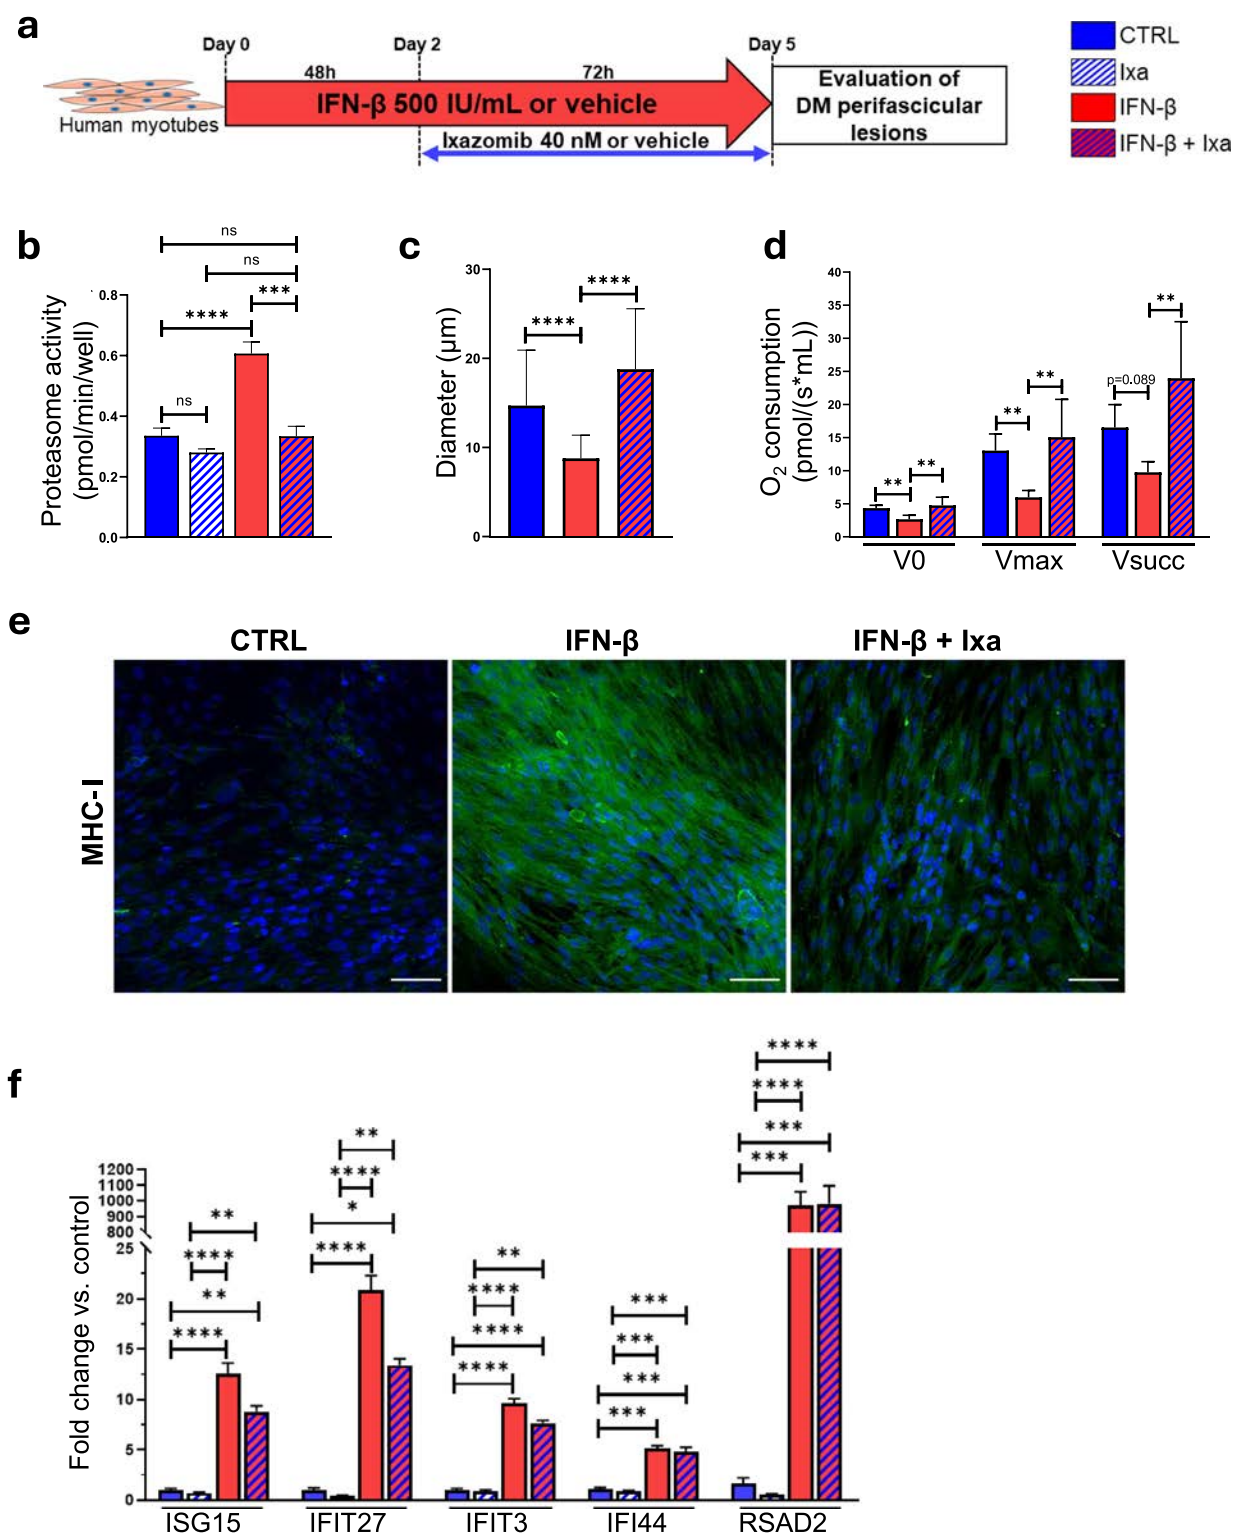 a
Day 0
Day 2
Day 5
48h
72h
IFN-β 500 IU/mL or vehicle
Ixazomib 40 nM or vehicle
Human myotubes
Evaluation of
DM perifascicular
lesions
CTRL
Ixa
IFN-β
IFN-β + Ixa
b
Proteasome activity
(pmol/min/well)
0.8
0.6
0.4
0.2
0.0
ns
ns
***
****
ns
c
Diameter (µm)
30
20
10
0
****
****
d
O2 consumption
(pmol/(s*mL))
40
35
30
25
20
15
10
5
0
**
**
**
**
p=0.089
**
V0
Vmax
Vsucc
e
CTRL
IFN-β
IFN-β + Ixa
MHC-I
f
Fold change vs. control
1200
1100
1000
900
800
25
20
15
10
5
0
**
****
**
****
**
****
*
****
**
****
****
****
***
***
***
***
****
****
***
***
ISG15
IFIT27
IFIT3
IFI44
RSAD2